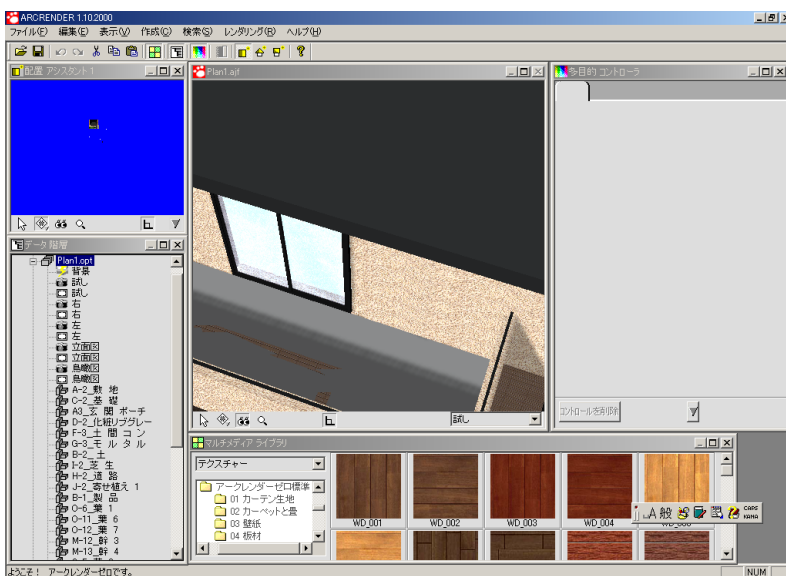 ARCRENDER 1.10.2000
ファイル(F) 編集(E) 表示(V) 作成(C) 検索(S) レンダリング(R) ヘルプ(H)
配置 アシスタント 1
Plan1.ajf
多目的 コントローラ
データ 階層
Plan1.opt
背景
試し
試し
右
右
左
左
立面図
立面図
鳥瞰図
鳥瞰図
A-2_敷 地
C-2_基 礎
A3_玄 関 ポーチ
D-2_化粧リブグレー
F-3_土 間 コン
G-3_モ ル タ ル
B-2_土
I-2_芝 生
H-2_道 路
J-2_寄せ植え 1
B-1_製 品
O-6_葉 1
O-11_葉 6
O-12_葉 7
M-12_幹 3
M-13_幹 4
試し
コントロールを削除
マルチメディア ライブラリ
テクスチャー
アークレンダーゼロ標準
01 カーテン生地
02 カーペットと畳
03 壁紙
04 板材
WD_001
WD_002
WD_003
WD_004
A 般
CAPS
KANA
ようこそ! アークレンダーゼロです。
NUM